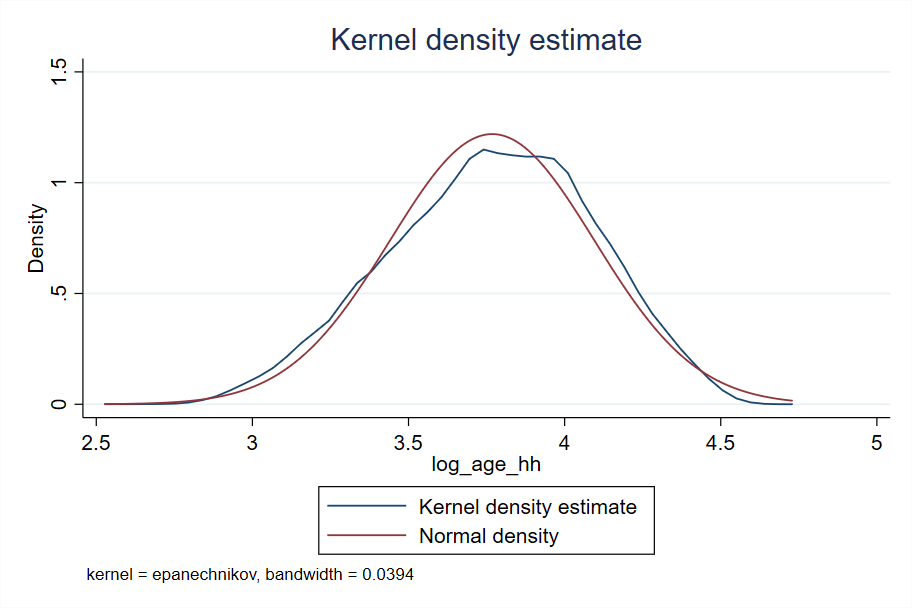 Kernel density estimate
1.5
1
.5
0
Density
2.5 3 3.5 4 4.5 5
log_age_hh
Kernel density estimate
Normal density
kernel = epanechnikov, bandwidth = 0.0394